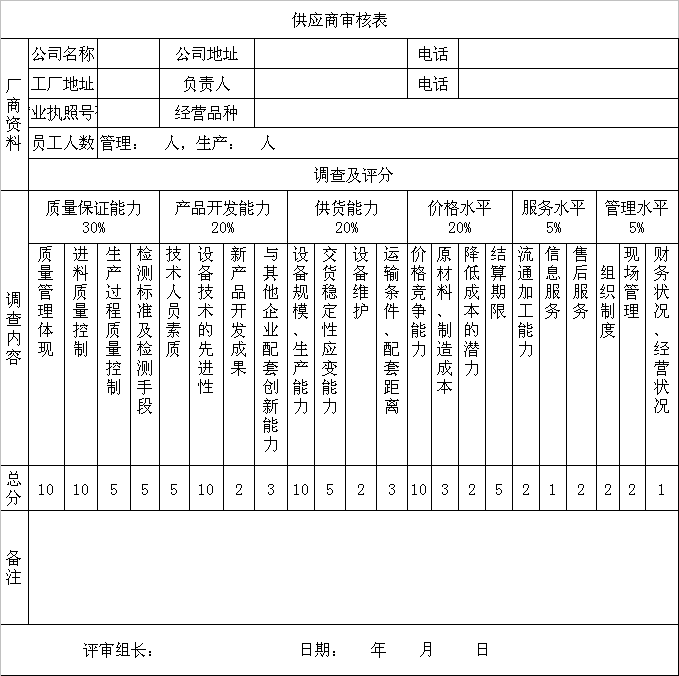 供应商审核表
厂商资料
公司名称 公司地址 电话
工厂地址 负责人 电话
业执照号 经营品种
员工人数 管理： 人，生产： 人
调查及评分
调查内容
质量保证能力 30% 产品开发能力 20% 供货能力 20% 价格水平 20% 服务水平 5% 管理水平 5%
质量管理体现
进料质量控制
生产过程质量控制
检测标准及检测手段
技术人员素质
设备技术的先进性
新产品开发成果
与其他企业配套创新能力
设备规模、生产能力
交货稳定性应变能力
设备维护
运输条件、配套距离
价格竞争能力
原材料、制造成本
降低成本的潜力
结算期限
流通加工能力
信息服务
售后服务
组织制度
现场管理
财务状况、经营状况
总分 10 10 5 5 5 10 2 3 10 5 2 3 10 3 2 5 2 1 2 2 2 1
备注
评审组长： 日期： 年 月 日